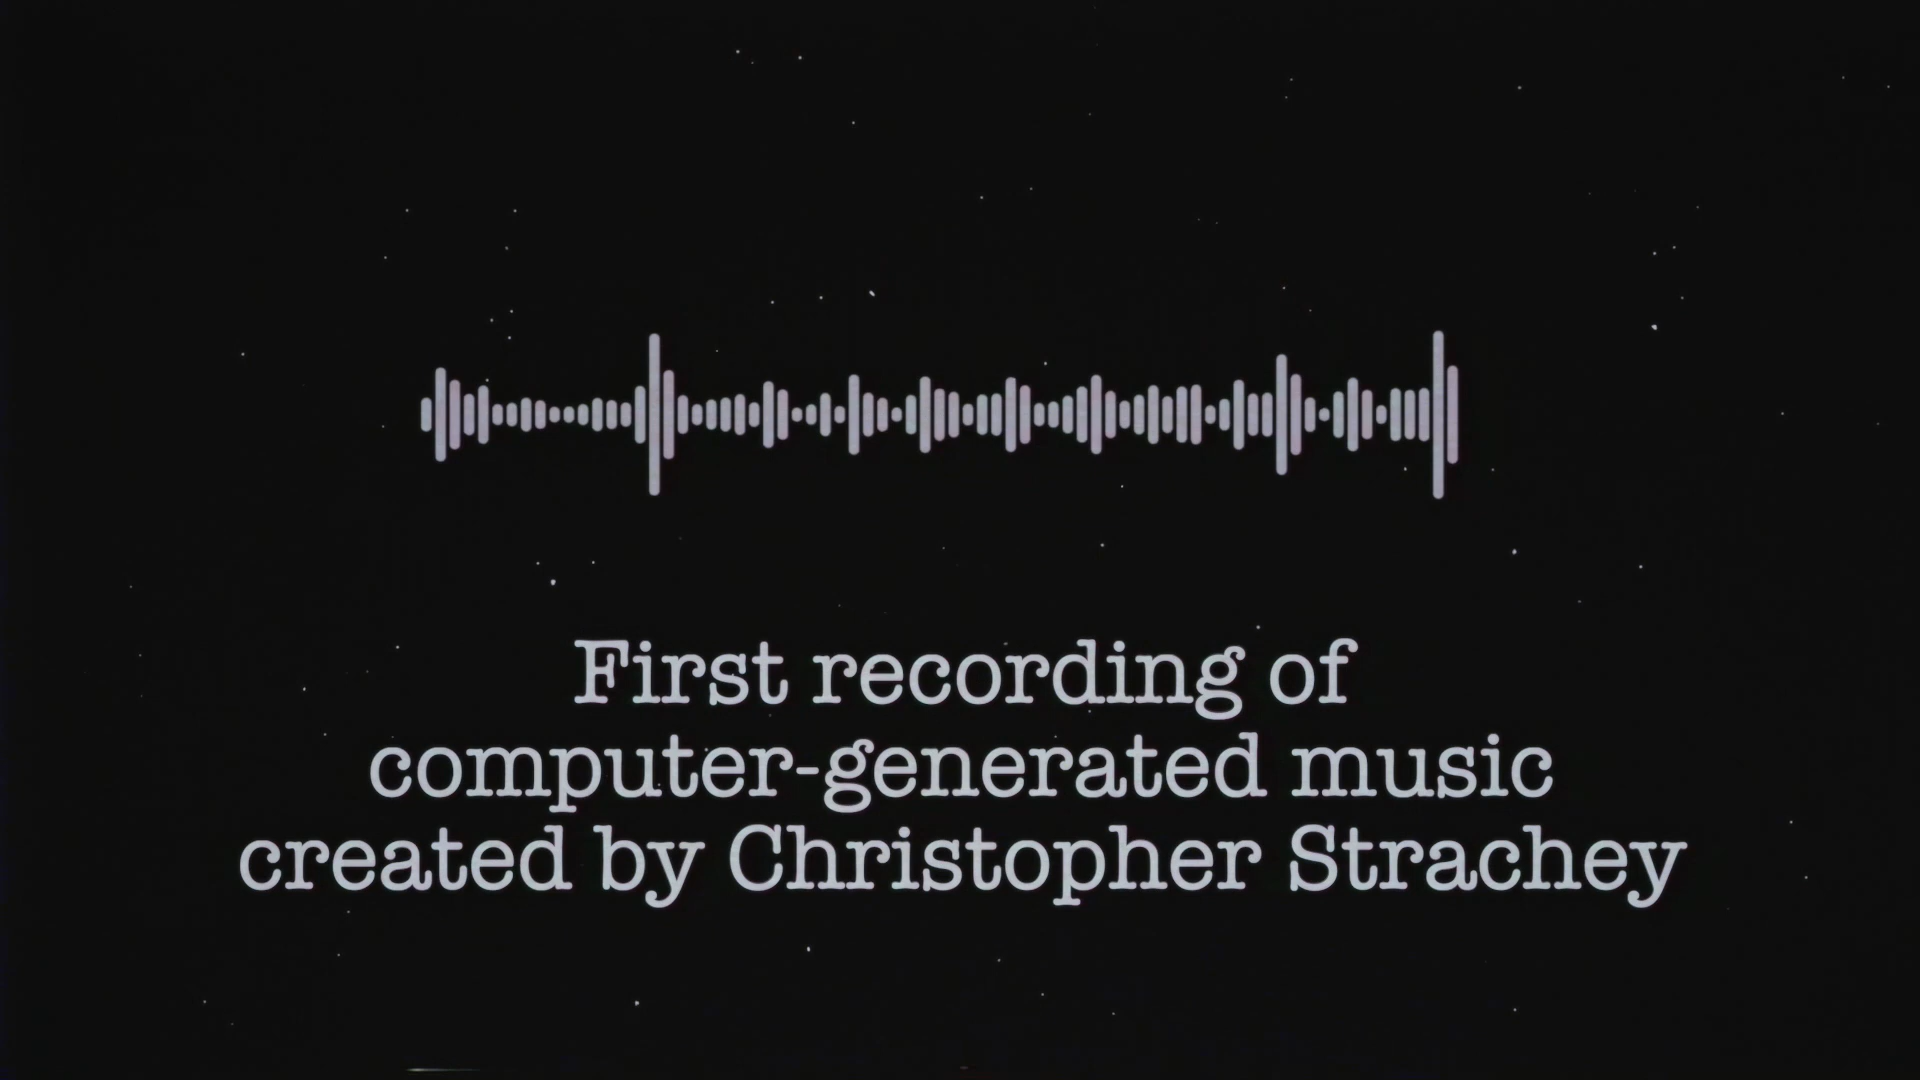 First recording of
computer-generated music
created by Christopher Strachey